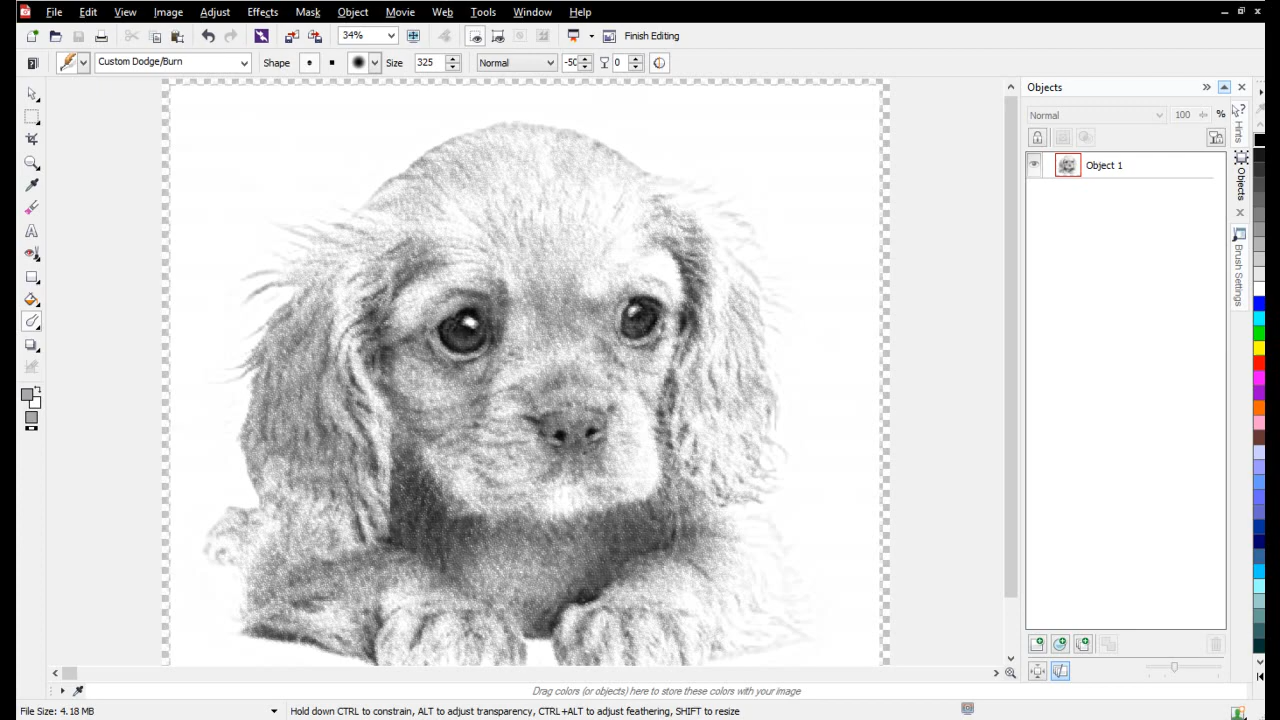 File Edit View Image Adjust Effects Mask Object Movie Web Tools Window Help
34% Finish Editing
Custom Dodge/Burn Shape Size 325 Normal -50 0
Objects
Normal 100 %
Object 1
Hints
Objects
Brush Settings
Drag colors (or objects) here to store these colors with your image
File Size: 4.18 MB Hold down CTRL to constrain, ALT to adjust transparency, CTRL+ALT to adjust feathering, SHIFT to resize